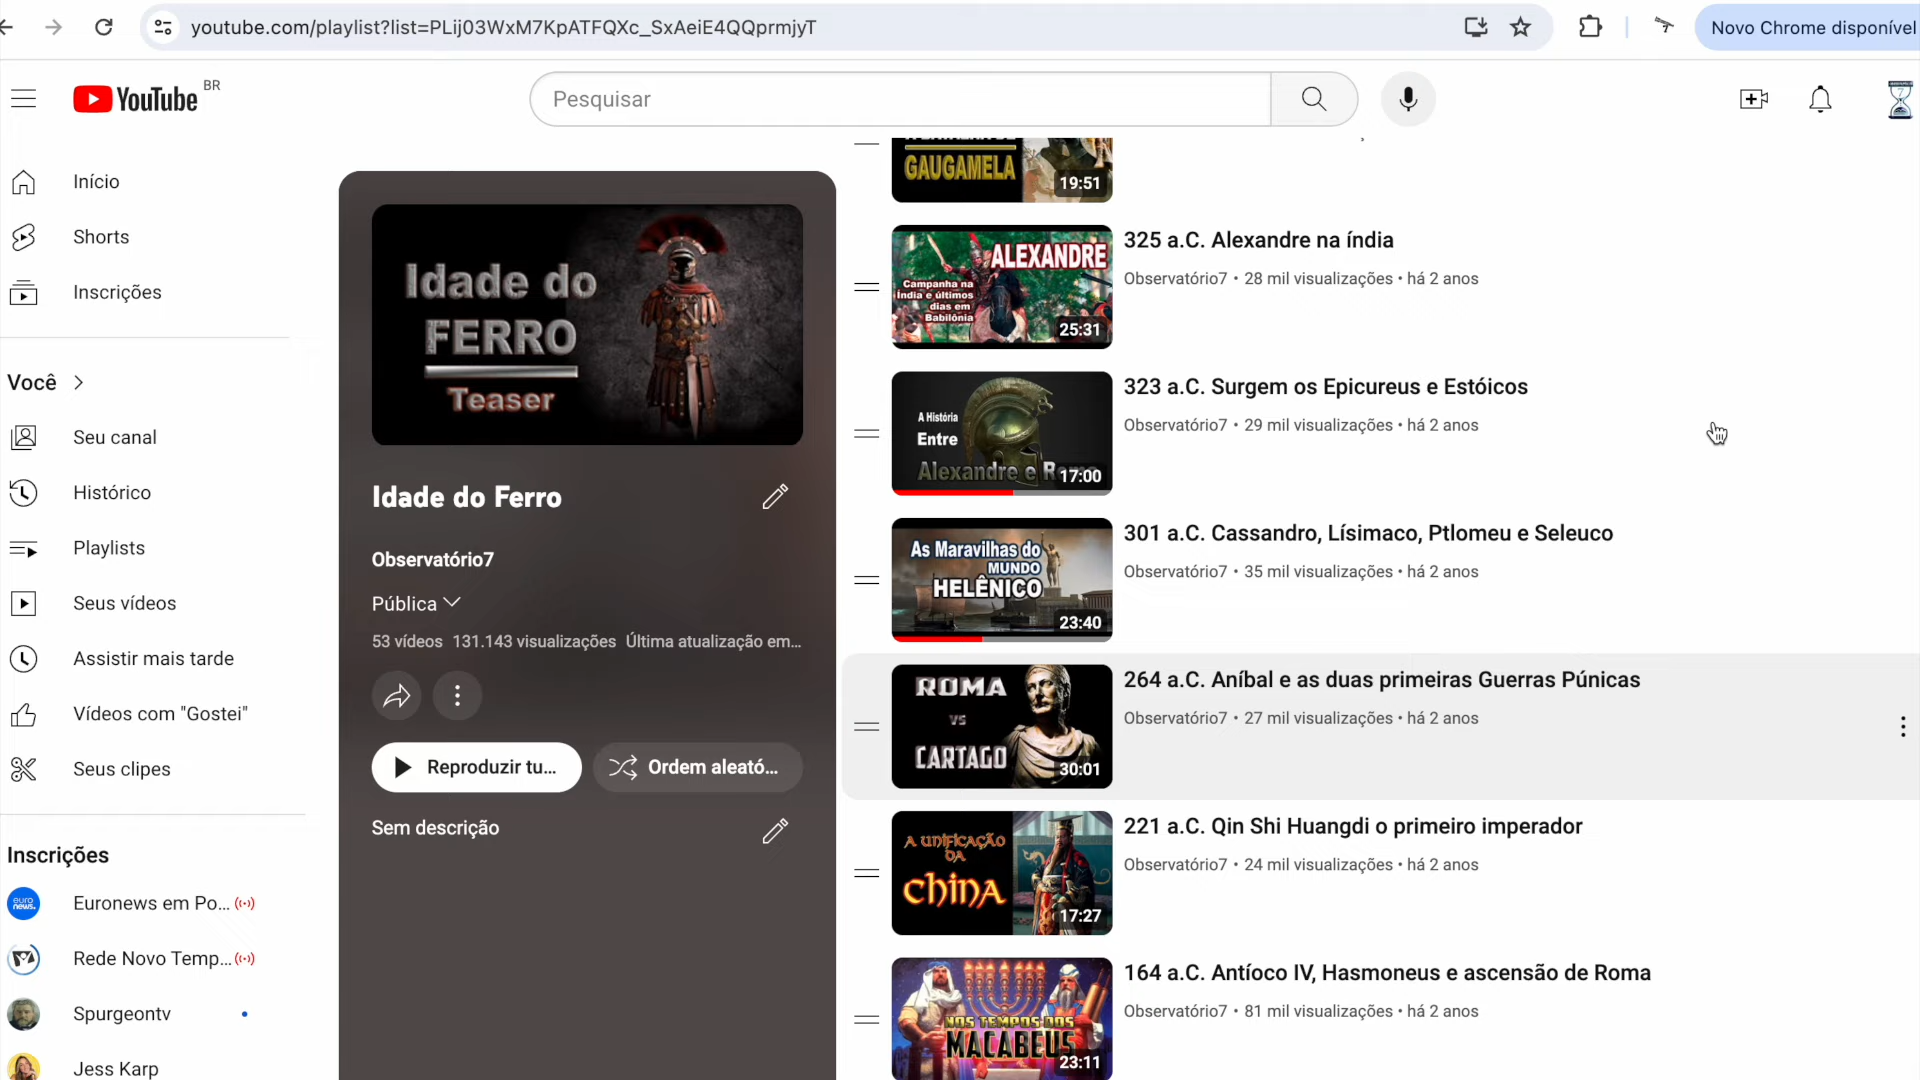 youtube.com/playlist?list=PLij03WxM7KpATFQXc_SxAeiE4QQprmjyT
Novo Chrome disponível
YouTube BR
Pesquisar
Início
Shorts
Inscrições
Você
Seu canal
Histórico
Playlists
Seus vídeos
Assistir mais tarde
Vídeos com "Gostei"
Seus clipes
Inscrições
euro
news.
Euronews em Po...
Rede Novo Temp...
Spurgeontv
Jess Karp
Idade do
FERRO
Teaser
Idade do Ferro
Observatório7
Pública
53 vídeos 131.143 visualizações Última atualização em...
Reproduzir tu...
Ordem aleató...
Sem descrição
GAUGAMELA
19:51
ALEXANDRE
Campanha na
Índia e últimos
dias em
Babilônia
25:31
325 a.C. Alexandre na índia
Observatório7 • 28 mil visualizações • há 2 anos
A História
Entre
Alexandre e Roma
17:00
323 a.C. Surgem os Epicureus e Estóicos
Observatório7 • 29 mil visualizações • há 2 anos
As Maravilhas do
MUNDO
HELÊNICO
23:40
301 a.C. Cassandro, Lísimaco, Ptlomeu e Seleuco
Observatório7 • 35 mil visualizações • há 2 anos
ROMA
VS
CARTAGO
30:01
264 a.C. Aníbal e as duas primeiras Guerras Púnicas
Observatório7 • 27 mil visualizações • há 2 anos
A UNIFICAÇÃO
DA
CHINA
17:27
221 a.C. Qin Shi Huangdi o primeiro imperador
Observatório7 • 24 mil visualizações • há 2 anos
NOS TEMPOS DOS
MACABEUS
23:11
164 a.C. Antíoco IV, Hasmoneus e ascensão de Roma
Observatório7 • 81 mil visualizações • há 2 anos